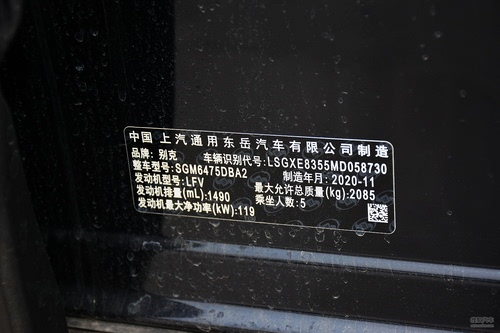 中国 上汽通用东岳汽车有限公司制造
品牌: 别克 车辆识别代号: LSGXE8355MD058730
整车型号: SGM6475DBA2 制造年月: 2020-11
发动机型号: LFV 最大允许总质量(kg): 2085
发动机排量(mL): 1490 乘坐人数: 5
发动机最大净功率(kW): 119